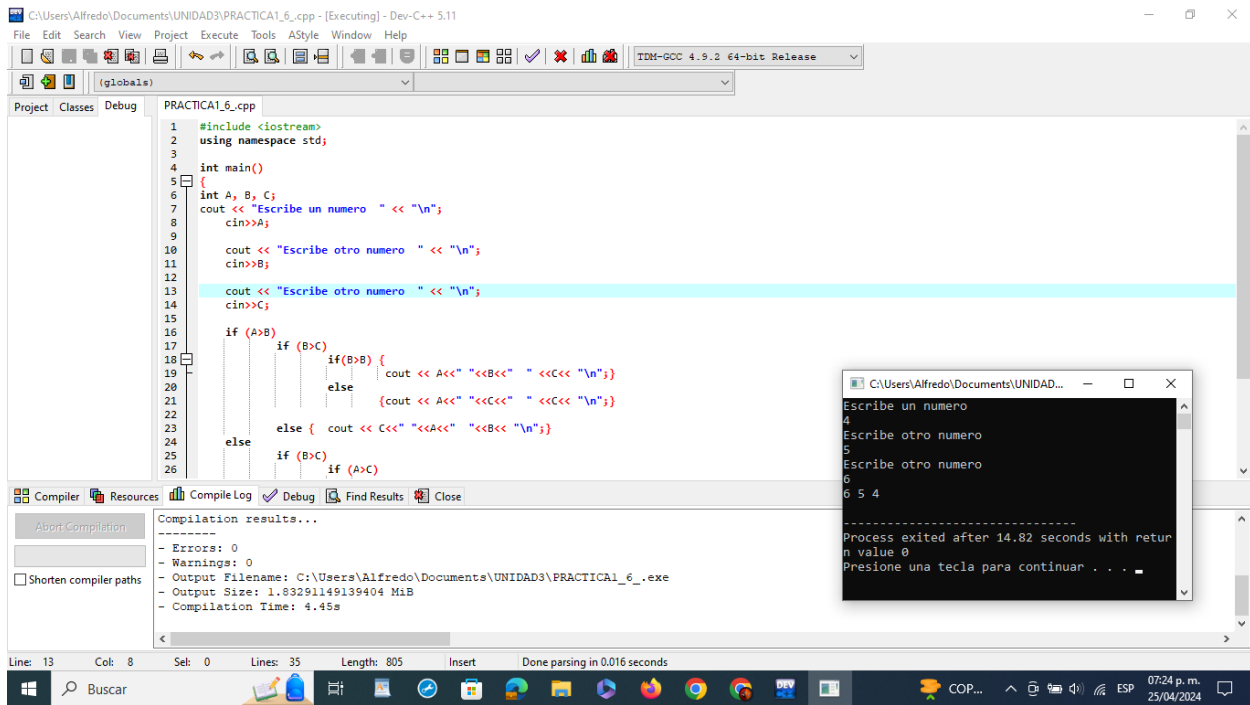 C:\Users\Alfredo\Documents\UNIDAD3\PRACTICA1_6_.cpp - [Executing] - Dev-C++ 5.11
File Edit Search View Project Execute Tools AStyle Window Help
TDM-GCC 4.9.2 64-bit Release
(globals)
Project Classes Debug PRACTICA1_6_.cpp
1 #include <iostream>
2 using namespace std;
3
4 int main()
5 {
6 int A, B, C;
7 cout << "Escribe un numero  " << "\n";
8 cin>>A;
9
10 cout << "Escribe otro numero  " << "\n";
11 cin>>B;
12
13 cout << "Escribe otro numero  " << "\n";
14 cin>>C;
15
16 if (A>B)
17 if (B>C)
18 if(B>B) {
19 cout << A<<" "<<B<<"  " <<C<< "\n";}
20 else
21 {cout << A<<" "<<C<<"  " <<C<< "\n";}
22
23 else {  cout << C<<" "<<A<<"  "<<B<< "\n";}
24 else
25 if (B>C)
26 if (A>C)
C:\Users\Alfredo\Documents\UNIDAD...
Escribe un numero
4
Escribe otro numero
5
Escribe otro numero
6
6 5 4
--------------------------------
Process exited after 14.82 seconds with retur
n value 0
Presione una tecla para continuar . . .
Compiler Resources Compile Log Debug Find Results Close
Abort Compilation
Shorten compiler paths
Compilation results...
--------
- Errors: 0
- Warnings: 0
- Output Filename: C:\Users\Alfredo\Documents\UNIDAD3\PRACTICA1_6_.exe
- Output Size: 1.83291149139404 MiB
- Compilation Time: 4.45s
Line: 13 Col: 8 Sel: 0 Lines: 35 Length: 805 Insert Done parsing in 0.016 seconds
Buscar
DEV
COP...
ESP
07:24 p. m.
25/04/2024